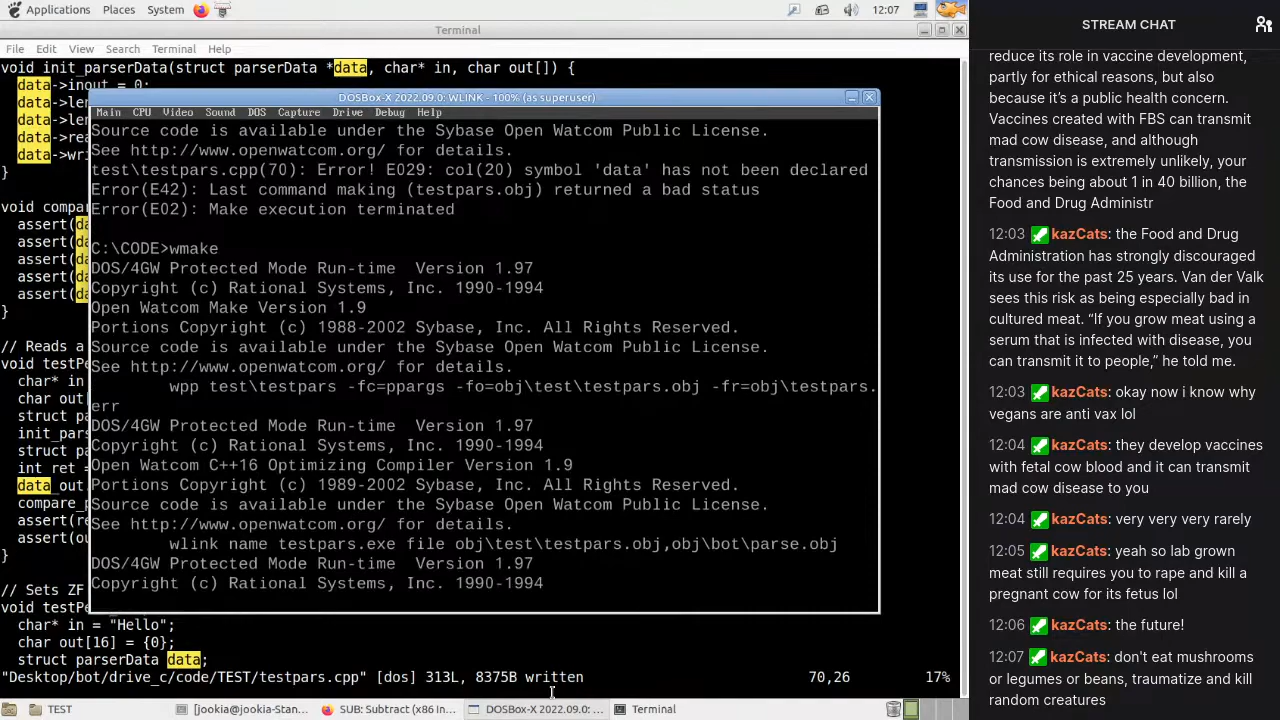 Applications Places System 12:07
Terminal
File Edit View Search Terminal Help
void init_parserData(struct parserData *data, char* in, char out[]) {
data->inout = 0;
data->le
data->le
data->rea
data->wri
}
void compa
assert(da
assert(da
assert(da
assert(da
assert(da
}
// Reads a
void testPe
char* in
char out[
struct pa
init_pars
struct pa
int ret =
data_out.
compare_p
assert(re
assert(ou
}
// Sets ZF
void testPe
char* in = "Hello";
char out[16] = {0};
struct parserData data;
"Desktop/bot/drive_c/code/TEST/testpars.cpp" [dos] 313L, 8375B written 70,26 17%
DOSBox-X 2022.09.0: WLINK - 100% (as superuser)
Main CPU Video Sound DOS Capture Drive Debug Help
Source code is available under the Sybase Open Watcom Public License.
See http://www.openwatcom.org/ for details.
test\testpars.cpp(70): Error! E029: col(20) symbol 'data' has not been declared
Error(E42): Last command making (testpars.obj) returned a bad status
Error(E02): Make execution terminated
C:\CODE>wmake
DOS/4GW Protected Mode Run-time Version 1.97
Copyright (c) Rational Systems, Inc. 1990-1994
Open Watcom Make Version 1.9
Portions Copyright (c) 1988-2002 Sybase, Inc. All Rights Reserved.
Source code is available under the Sybase Open Watcom Public License.
See http://www.openwatcom.org/ for details.
wpp test\testpars -fc=ppargs -fo=obj\test\testpars.obj -fr=obj\testpars.
err
DOS/4GW Protected Mode Run-time Version 1.97
Copyright (c) Rational Systems, Inc. 1990-1994
Open Watcom C++16 Optimizing Compiler Version 1.9
Portions Copyright (c) 1989-2002 Sybase, Inc. All Rights Reserved.
Source code is available under the Sybase Open Watcom Public License.
See http://www.openwatcom.org/ for details.
wlink name testpars.exe file obj\test\testpars.obj,obj\bot\parse.obj
DOS/4GW Protected Mode Run-time Version 1.97
Copyright (c) Rational Systems, Inc. 1990-1994
TEST [jookia@jookia-Stan... SUB: Subtract (x86 In... DOSBox-X 2022.09.0: ... Terminal
STREAM CHAT
reduce its role in vaccine development,
partly for ethical reasons, but also
because it's a public health concern.
Vaccines created with FBS can transmit
mad cow disease, and although
transmission is extremely unlikely, your
chances being about 1 in 40 billion, the
Food and Drug Administr
12:03 kazCats: the Food and Drug
Administration has strongly discouraged
its use for the past 25 years. Van der Valk
sees this risk as being especially bad in
cultured meat. “If you grow meat using a
serum that is infected with disease,
you can transmit it to people,” he told me.
12:03 kazCats: okay now i know why
vegans are anti vax lol
12:04 kazCats: they develop vaccines
with fetal cow blood and it can transmit
mad cow disease to you
12:04 kazCats: very very very rarely
12:05 kazCats: yeah so lab grown
meat still requires you to rape and kill a
pregnant cow for its fetus lol
12:06 kazCats: the future!
12:07 kazCats: don't eat mushrooms
or legumes or beans, traumatize and kill
random creatures